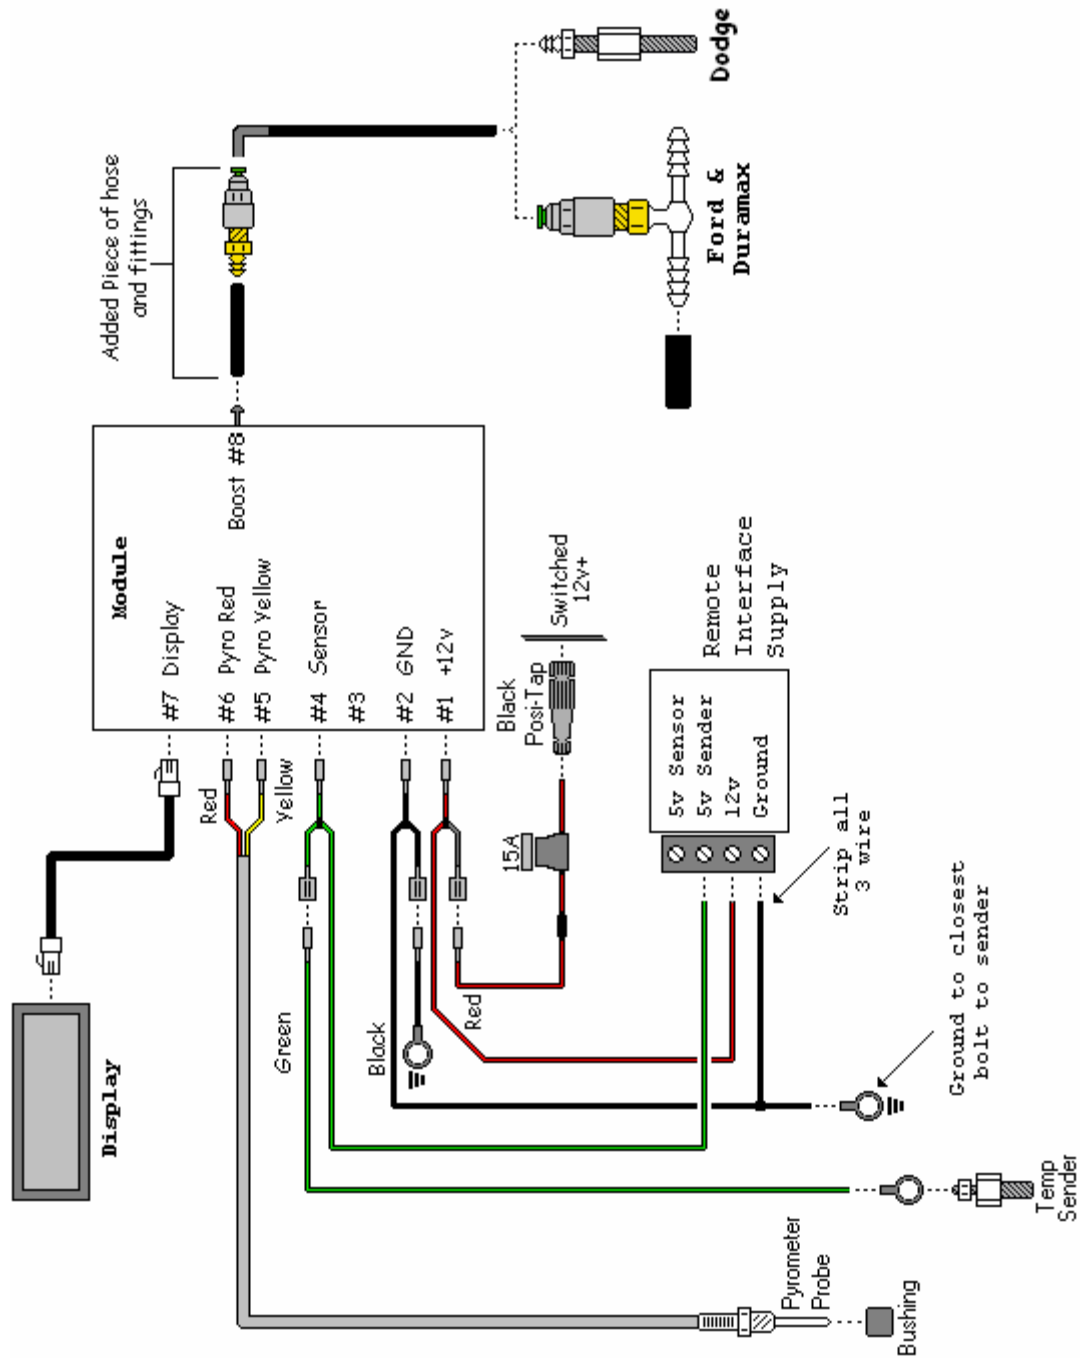 Added Piece of hose
and fittings
Dodge
Ford &
Duramax
Module
Boost #8
#7 Display
#6 Pyro Red
#5 Pyro Yellow
#4 Sensor
#3
#2 GND
#1 +12v
Red
Yellow
Black
Posi-Tap
Switched
12v+
15A
Remote
Interface
Supply
5v Sensor
5v Sender
12v
Ground
Strip all
3 wire
Ground to closest
bolt to sender
Display
Green
Black
Red
Temp
Sender
Pyrometer
Probe
Bushing